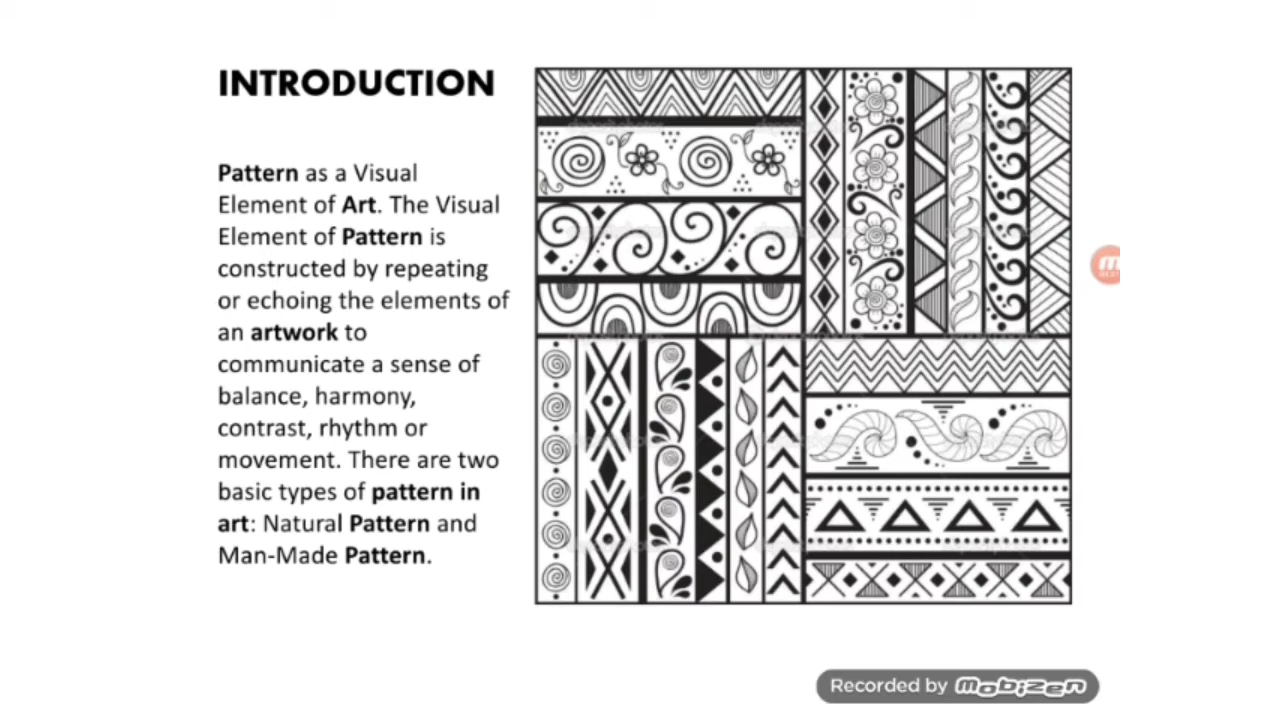 INTRODUCTION
Pattern as a Visual
Element of Art. The Visual
Element of Pattern is
constructed by repeating
or echoing the elements of
an artwork to
communicate a sense of
balance, harmony,
contrast, rhythm or
movement. There are two
basic types of pattern in
art: Natural Pattern and
Man-Made Pattern.
Recorded by mobizen